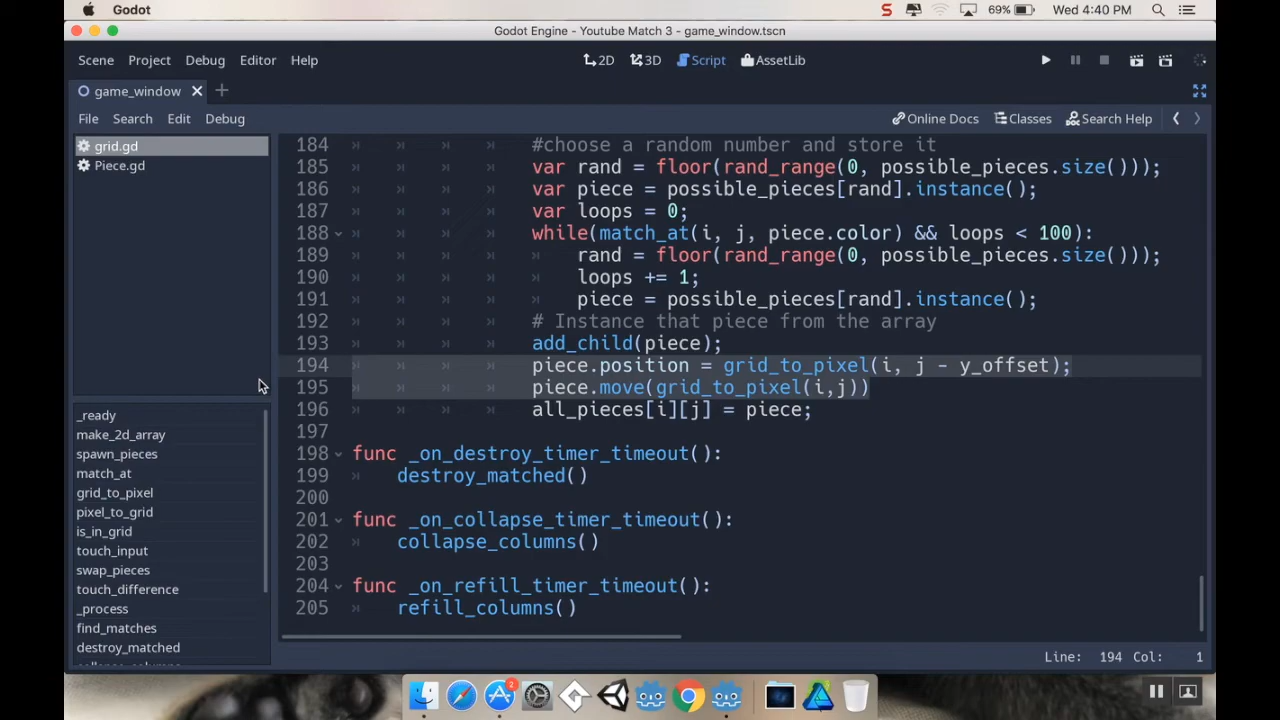 Godot
69%
Wed 4:40 PM
Godot Engine - Youtube Match 3 - game_window.tscn
Scene Project Debug Editor Help
2D 3D Script AssetLib
game_window
File Search Edit Debug
Online Docs Classes Search Help
grid.gd
Piece.gd
_ready
make_2d_array
spawn_pieces
match_at
grid_to_pixel
pixel_to_grid
is_in_grid
touch_input
swap_pieces
touch_difference
_process
find_matches
destroy_matched
184 #choose a random number and store it
185 var rand = floor(rand_range(0, possible_pieces.size()));
186 var piece = possible_pieces[rand].instance();
187 var loops = 0;
188 while(match_at(i, j, piece.color) && loops < 100):
189 rand = floor(rand_range(0, possible_pieces.size()));
190 loops += 1;
191 piece = possible_pieces[rand].instance();
192 # Instance that piece from the array
193 add_child(piece);
194 piece.position = grid_to_pixel(i, j - y_offset);
195 piece.move(grid_to_pixel(i,j))
196 all_pieces[i][j] = piece;
197
198 func _on_destroy_timer_timeout():
199 destroy_matched()
200
201 func _on_collapse_timer_timeout():
202 collapse_columns()
203
204 func _on_refill_timer_timeout():
205 refill_columns()
Line: 194 Col: 1
2